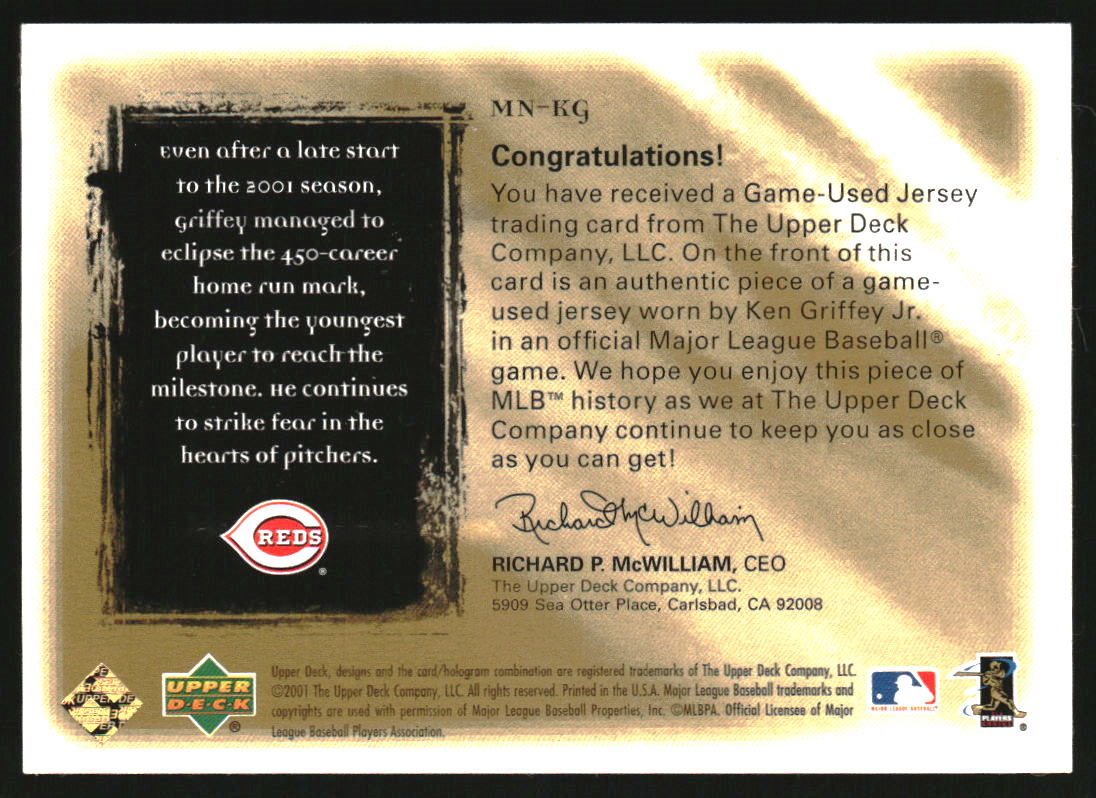 Even after a late start
to the 2001 season,
Griffey managed to
eclipse the 450-career
home run mark,
becoming the youngest
player to reach the
milestone. He continues
to strike fear in the
hearts of pitchers.
REDS
®
MN-KG
Congratulations!
You have received a Game-Used Jersey
trading card from The Upper Deck
Company, LLC. On the front of this
card is an authentic piece of a game-
used jersey worn by Ken Griffey Jr.
in an official Major League Baseball®
game. We hope you enjoy this piece of
MLB™ history as we at The Upper Deck
Company continue to keep you as close
as you can get!
Richard McWilliam
RICHARD P. McWILLIAM, CEO
The Upper Deck Company, LLC.
5909 Sea Otter Place, Carlsbad, CA 92008
UPPER DE
UPPER
D·E·C·K
®
Upper Deck, designs and the card/hologram combination are registered trademarks of The Upper Deck Company, LLC.
©2001 The Upper Deck Company, LLC. All rights reserved. Printed in the U.S.A. Major League Baseball trademarks and
copyrights are used with permission of Major League Baseball Properties, Inc. ©MLBPA. Official Licensee of Major
League Baseball Players Association.
MAJOR LEAGUE BASEBALL
PLAYERS
CHOICE
®